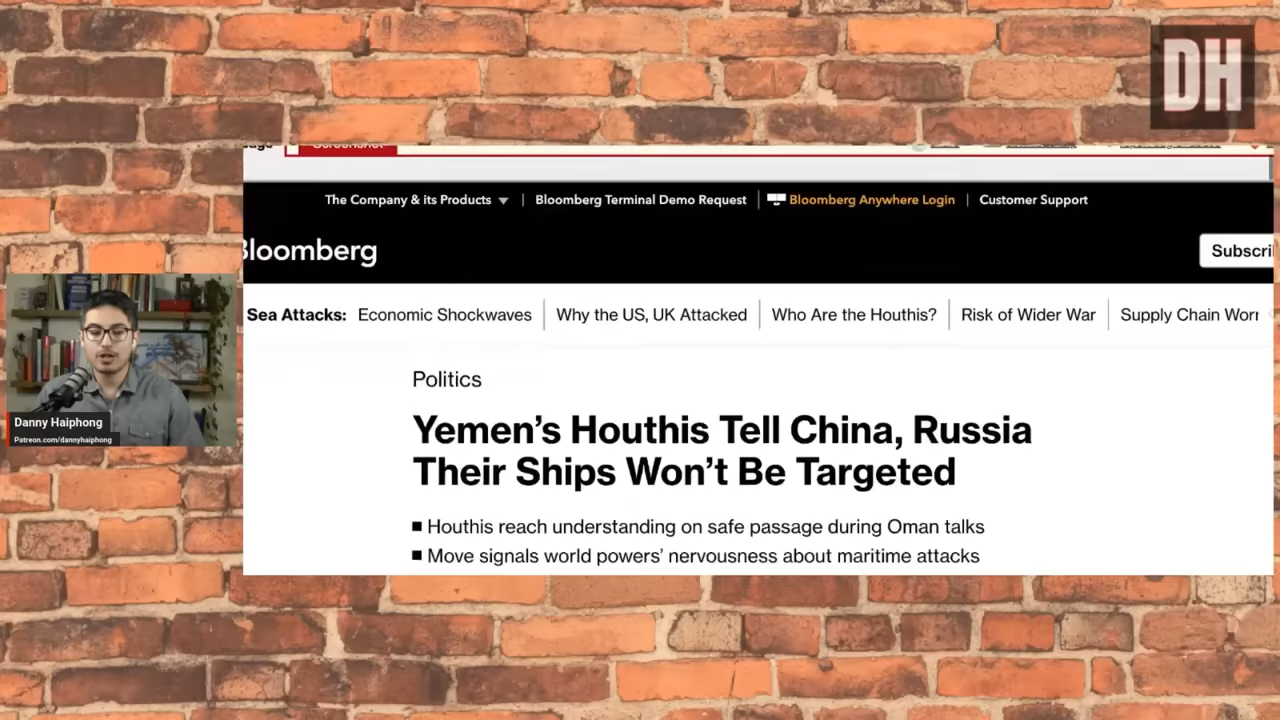 DH
The Company & its Products
Bloomberg Terminal Demo Request
Bloomberg Anywhere Login
Customer Support
Bloomberg
Sea Attacks:
Economic Shockwaves
Why the US, UK Attacked
Who Are the Houthis?
Risk of Wider War
Supply Chain
Politics
Yemen's Houthis Tell China, Russia
Their Ships Won't Be Targeted
■ Houthis reach understanding on safe passage during Oman talks
■ Move signals world powers' nervousness about maritime attacks
Danny Haiphong
Patreon.com/dannyhaiphong